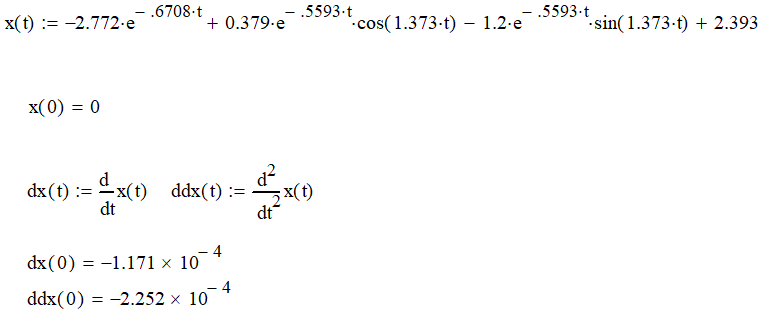 x(t) := −2.772·e^(− .6708·t) + 0.379·e^(− .5593·t)·cos(1.373·t) − 1.2·e^(− .5593·t)·sin(1.373·t) + 2.393
x(0) = 0
dx(t) := d/dt x(t) ddx(t) := d²/dt² x(t)
dx(0) = −1.171 × 10^(− 4)
ddx(0) = −2.252 × 10^(− 4)